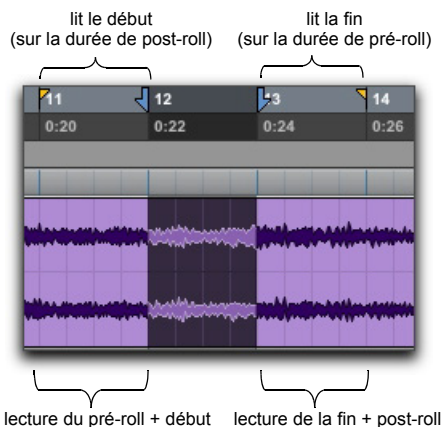 lit le début
(sur la durée de post-roll)
lit la fin
(sur la durée de pré-roll)
11 12 13 14
0:20 0:22 0:24 0:26
lecture du pré-roll + début
lecture de la fin + post-roll